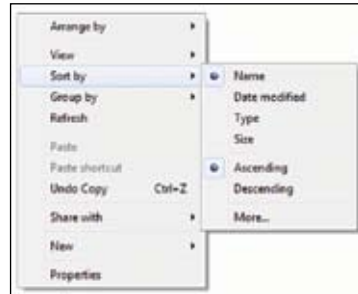 Arrange by
View
Sort by
Group by
Refresh
Paste
Paste shortcut
Undo Copy Ctrl+Z
Share with
New
Properties
Name
Date modified
Type
Size
Ascending
Descending
More...